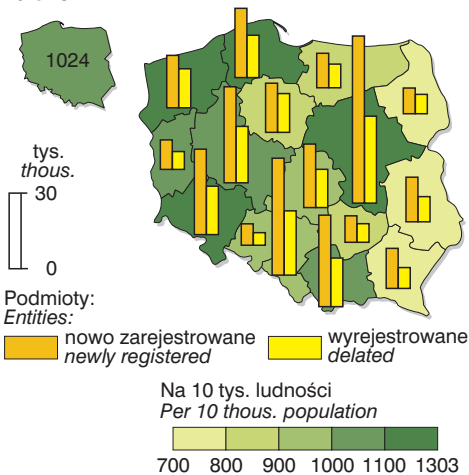 1024
tys.
thous.
30
0
Podmioty:
Entities:
nowo zarejestrowane
newly registered
wyrejestrowane
delated
Na 10 tys. ludności
Per 10 thous. population
700 800 900 1000 1100 1303